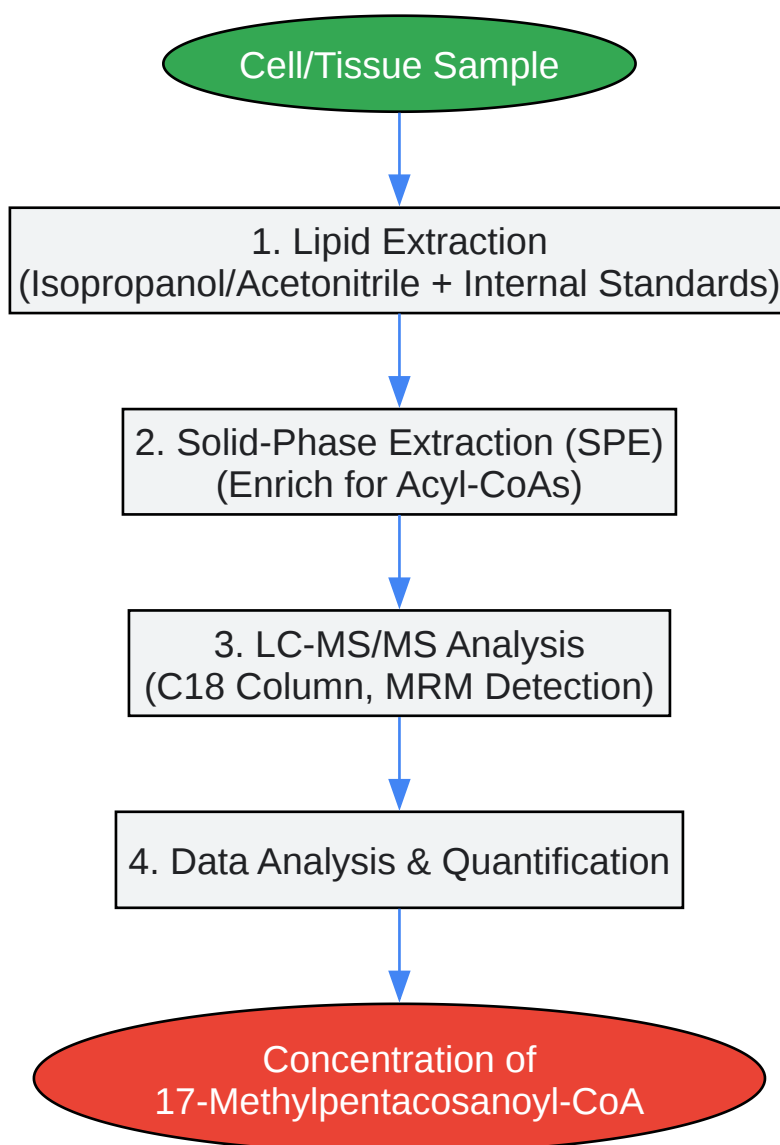 Cell/Tissue Sample
1. Lipid Extraction
(Isopropanol/Acetonitrile + Internal Standards)
2. Solid-Phase Extraction (SPE)
(Enrich for Acyl-CoAs)
3. LC-MS/MS Analysis
(C18 Column, MRM Detection)
4. Data Analysis & Quantification
Concentration of
17-Methylpentacosanoyl-CoA